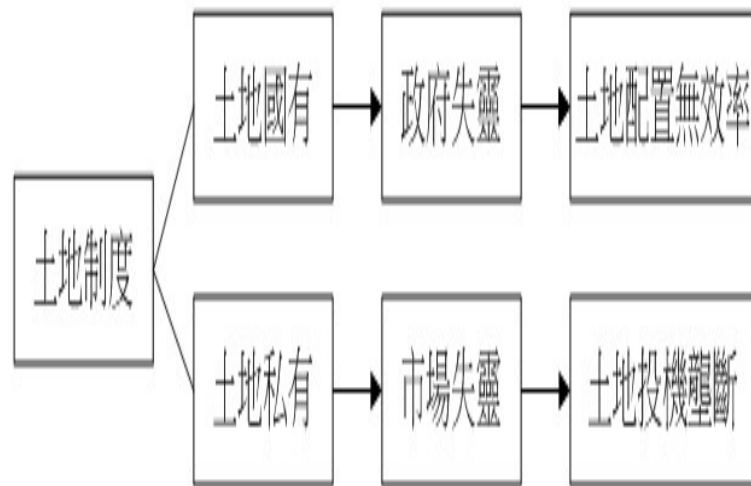 土地國有
政府失靈
土地配置無效率
土地制度
土地私有
市場失靈
土地投機壟斷